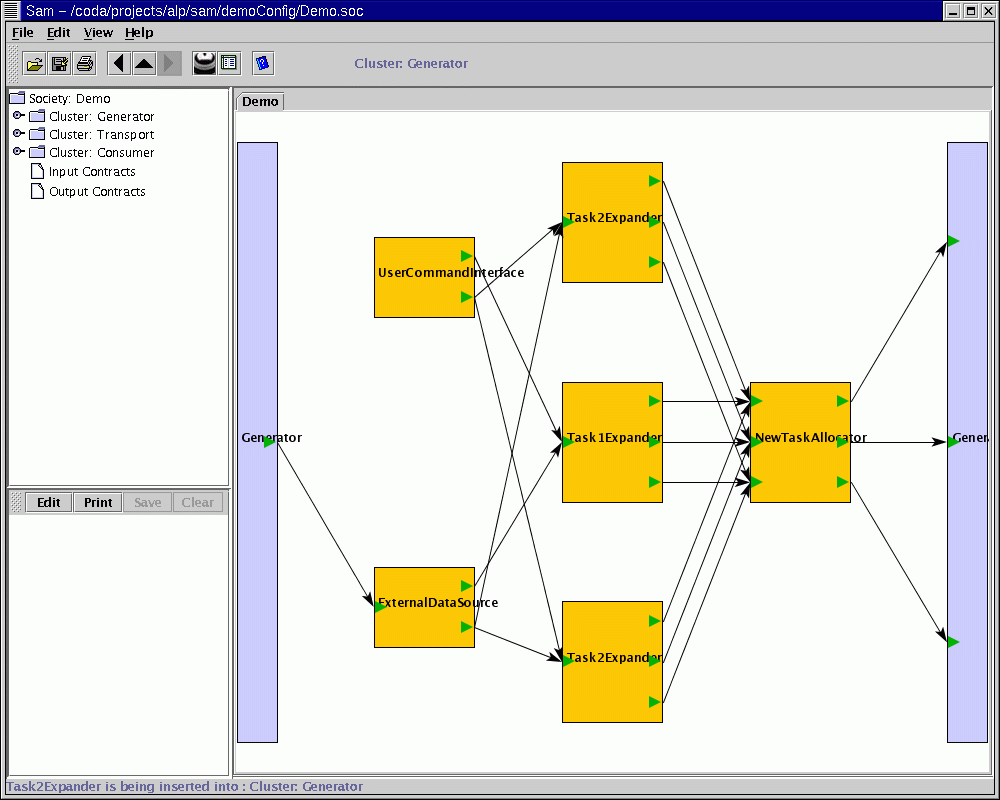 Sam – /coda/projects/alp/sam/demoConfig/Demo.soc
File Edit View Help
Cluster: Generator
Society: Demo
Cluster: Generator
Cluster: Transport
Cluster: Consumer
Input Contracts
Output Contracts
Edit Print Save Clear
Demo
Task2Expander
UserCommandInterface
Generator
Task1Expander
NewTaskAllocator
Gener
ExternalDataSource
Task2Expander
Task2Expander is being inserted into : Cluster: Generator